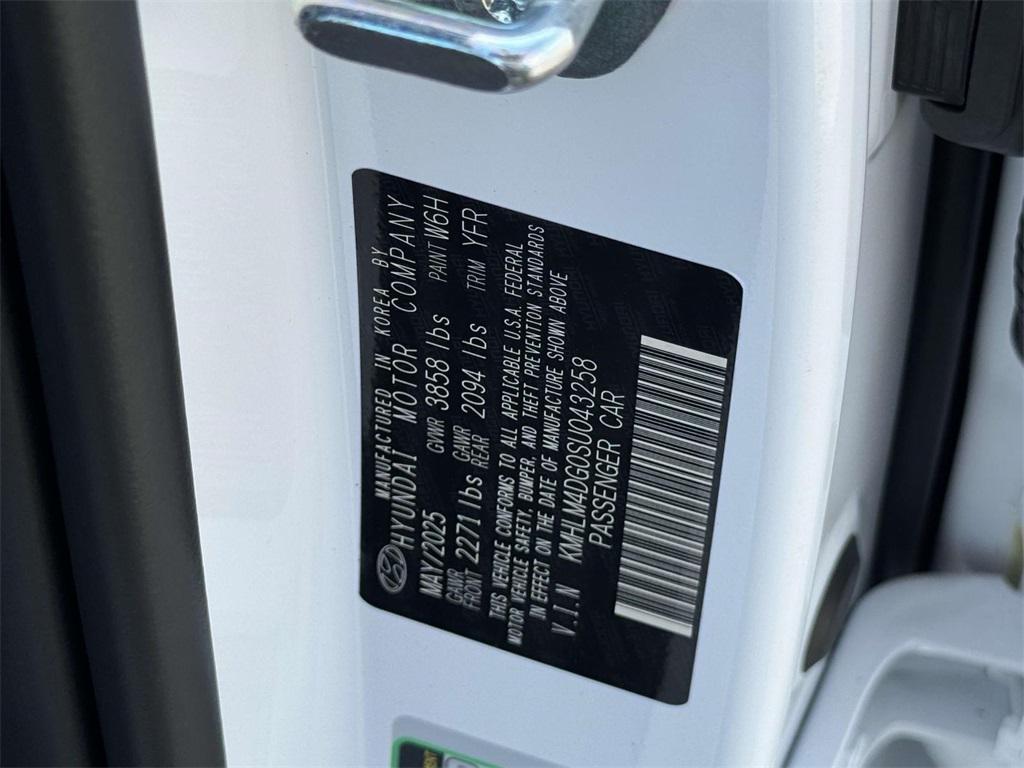 MANUFACTURED IN KOREA BY
HYUNDAI MOTOR COMPANY
MAY/2025 GVWR 3858 lbs PAINT W6H
GAWR FRONT 2271 lbs GAWR REAR 2094 lbs TRIM YFR
THIS VEHICLE CONFORMS TO ALL APPLICABLE U.S.A. FEDERAL
MOTOR VEHICLE SAFETY, BUMPER, AND THEFT PREVENTION STANDARDS
IN EFFECT ON THE DATE OF MANUFACTURE SHOWN ABOVE
V.I.N KMHLM4DG0SU043258
PASSENGER CAR